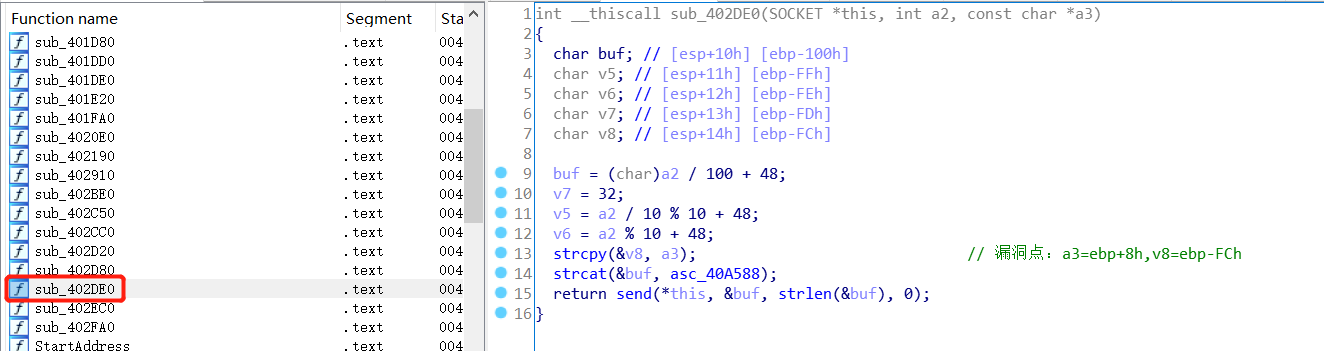 Function name Segment Sta
sub_401D80 .text 004
sub_401DD0 .text 004
sub_401DE0 .text 004
sub_401E20 .text 004
sub_401FA0 .text 004
sub_4020E0 .text 004
sub_402190 .text 004
sub_402910 .text 004
sub_402BE0 .text 004
sub_402C50 .text 004
sub_402CC0 .text 004
sub_402D20 .text 004
sub_402D80 .text 004
sub_402DE0 .text 004
sub_402EC0 .text 004
sub_402FA0 .text 004
StartAddress .text 004
1 int __thiscall sub_402DE0(SOCKET *this, int a2, const char *a3)
2 {
3 char buf; // [esp+10h] [ebp-100h]
4 char v5; // [esp+11h] [ebp-FFh]
5 char v6; // [esp+12h] [ebp-FEh]
6 char v7; // [esp+13h] [ebp-FDh]
7 char v8; // [esp+14h] [ebp-FCh]
8
9 buf = (char)a2 / 100 + 48;
10 v7 = 32;
11 v5 = a2 / 10 % 10 + 48;
12 v6 = a2 % 10 + 48;
13 strcpy(&v8, a3); // 漏洞点: a3=ebp+8h,v8=ebp-FCh
14 strcat(&buf, asc_40A588);
15 return send(*this, &buf, strlen(&buf), 0);
16 }